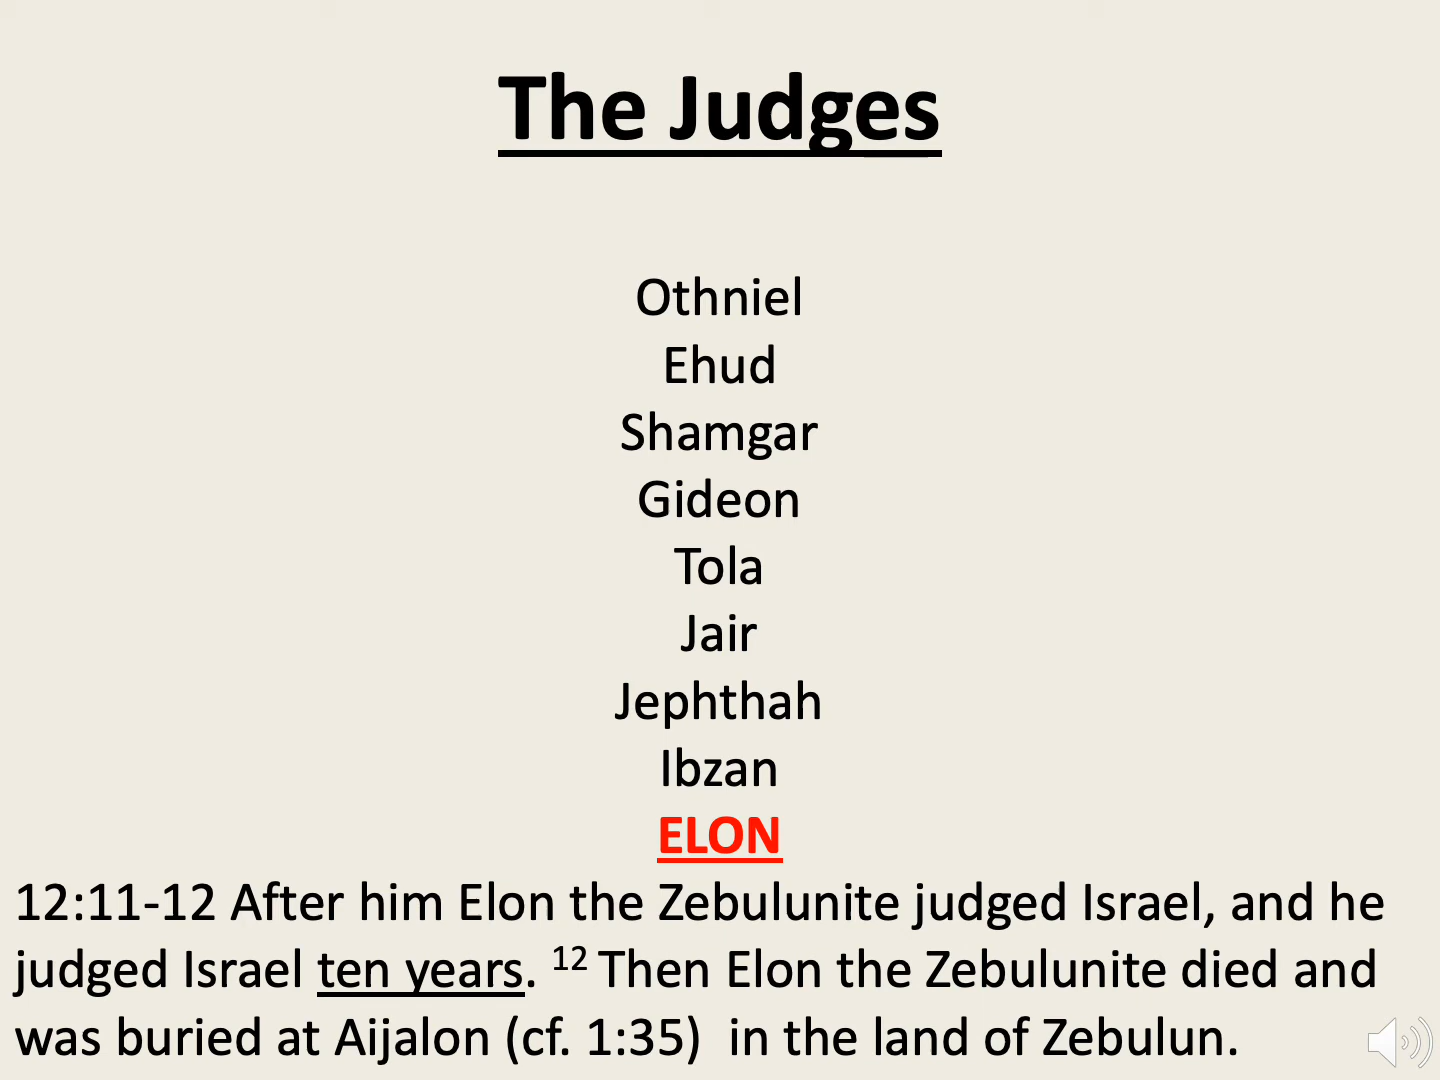 The Judges
Othniel
Ehud
Shamgar
Gideon
Tola
Jair
Jephthah
Ibzan
ELON
12:11-12 After him Elon the Zebulunite judged Israel, and he
judged Israel ten years. 12 Then Elon the Zebulunite died and
was buried at Aijalon (cf. 1:35)  in the land of Zebulun.